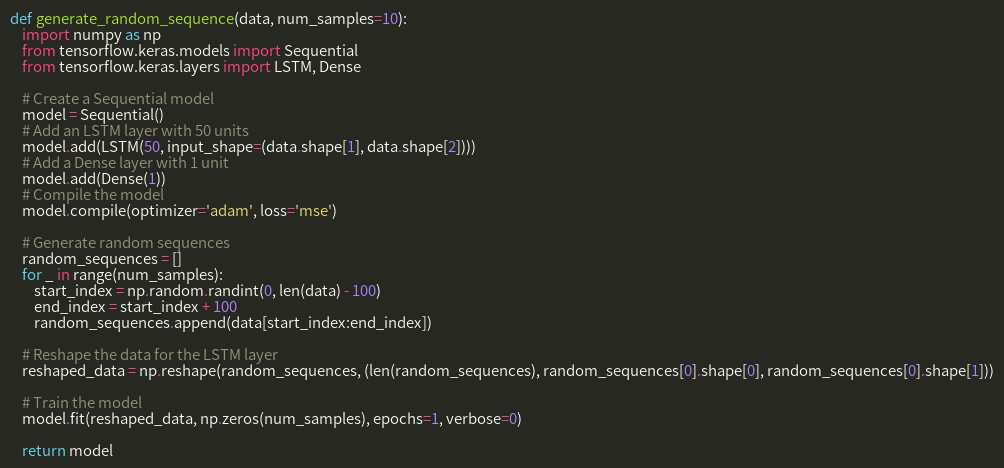 def generate_random_sequence(data, num_samples=10):
    import numpy as np
    from tensorflow.keras.models import Sequential
    from tensorflow.keras.layers import LSTM, Dense

    # Create a Sequential model
    model = Sequential()
    # Add an LSTM layer with 50 units
    model.add(LSTM(50, input_shape=(data.shape[1], data.shape[2])))
    # Add a Dense layer with 1 unit
    model.add(Dense(1))
    # Compile the model
    model.compile(optimizer='adam', loss='mse')

    # Generate random sequences
    random_sequences = []
    for _ in range(num_samples):
        start_index = np.random.randint(0, len(data) - 100)
        end_index = start_index + 100
        random_sequences.append(data[start_index:end_index])

    # Reshape the data for the LSTM layer
    reshaped_data = np.reshape(random_sequences, (len(random_sequences), random_sequences[0].shape[0], random_sequences[0].shape[1]))

    # Train the model
    model.fit(reshaped_data, np.zeros(num_samples), epochs=1, verbose=0)

    return model